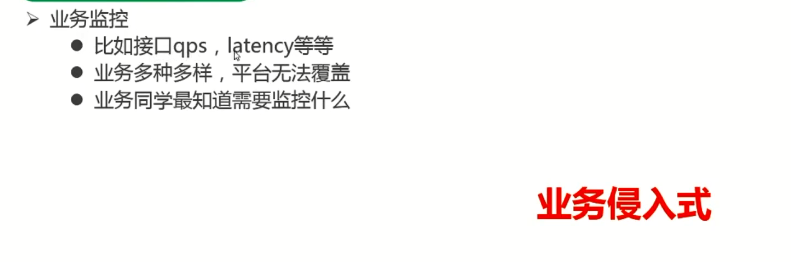 业务监控
比如接口qps，latency等等
业务多种多样，平台无法覆盖
业务同学最知道需要监控什么
业务侵入式